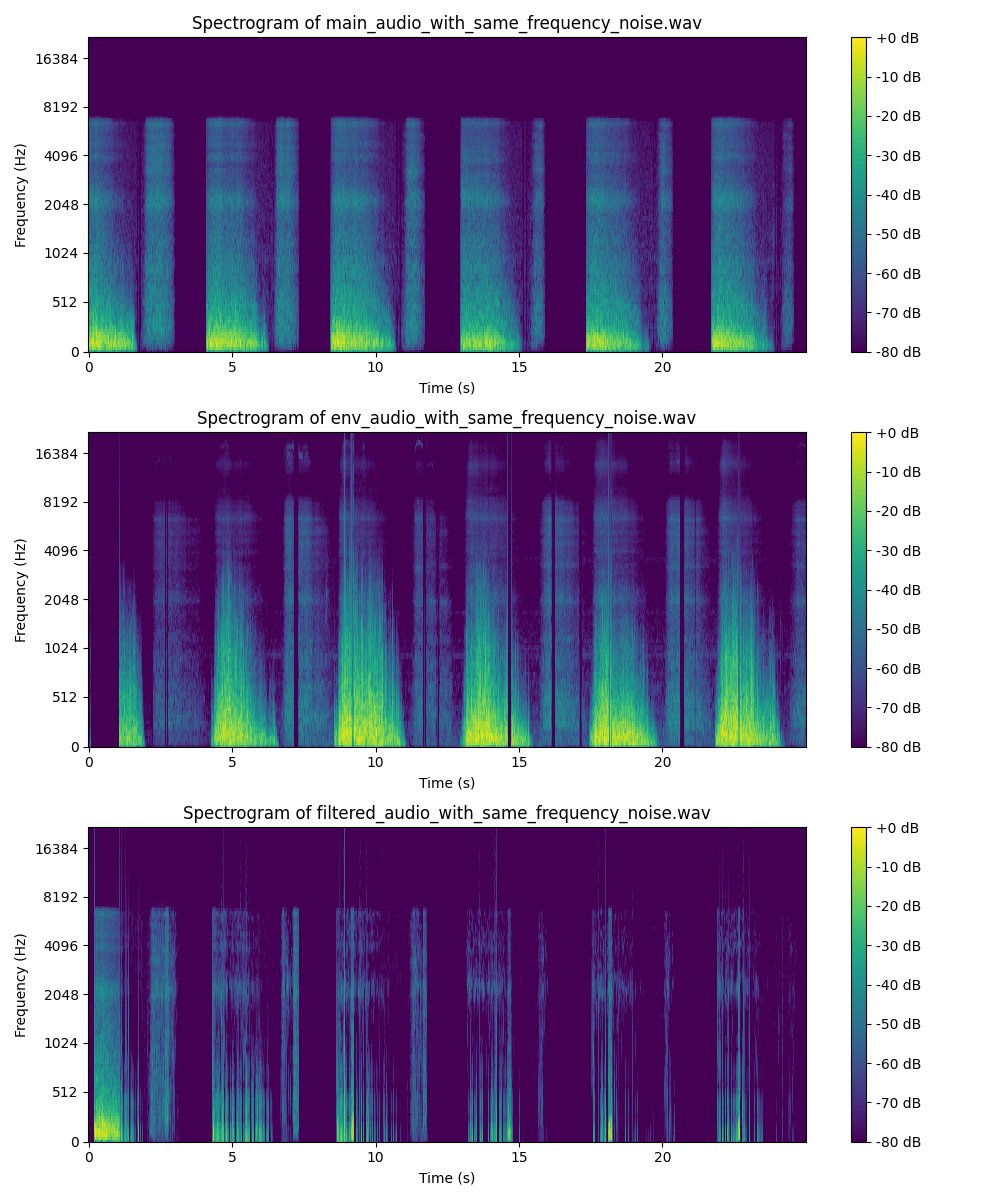 Spectrogram of main_audio_with_same_frequency_noise.wav
Frequency (Hz)
16384
8192
4096
2048
1024
512
0
0 5 10 15 20
Time (s)
+0 dB
-10 dB
-20 dB
-30 dB
-40 dB
-50 dB
-60 dB
-70 dB
-80 dB
Spectrogram of env_audio_with_same_frequency_noise.wav
Frequency (Hz)
16384
8192
4096
2048
1024
512
0
0 5 10 15 20
Time (s)
+0 dB
-10 dB
-20 dB
-30 dB
-40 dB
-50 dB
-60 dB
-70 dB
-80 dB
Spectrogram of filtered_audio_with_same_frequency_noise.wav
Frequency (Hz)
16384
8192
4096
2048
1024
512
0
0 5 10 15 20
Time (s)
+0 dB
-10 dB
-20 dB
-30 dB
-40 dB
-50 dB
-60 dB
-70 dB
-80 dB